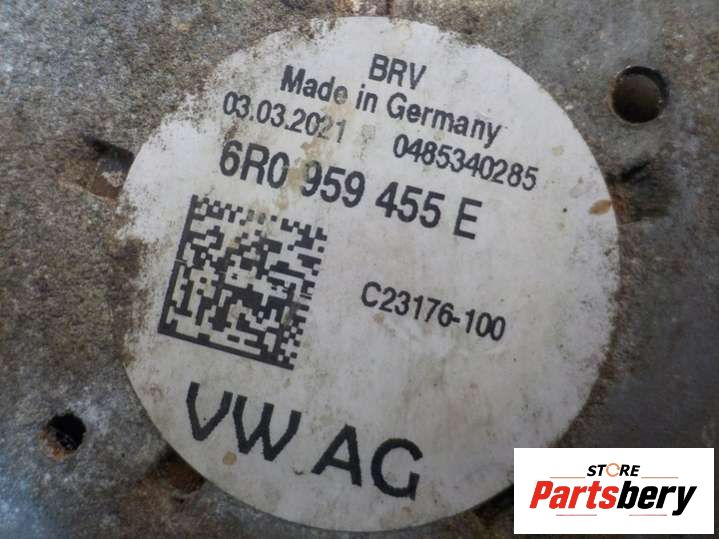 BRV
Made in Germany
03.03.2021 0485340285
6R0 959 455 E
C23176-100
VW AG
STORE
Partsbery